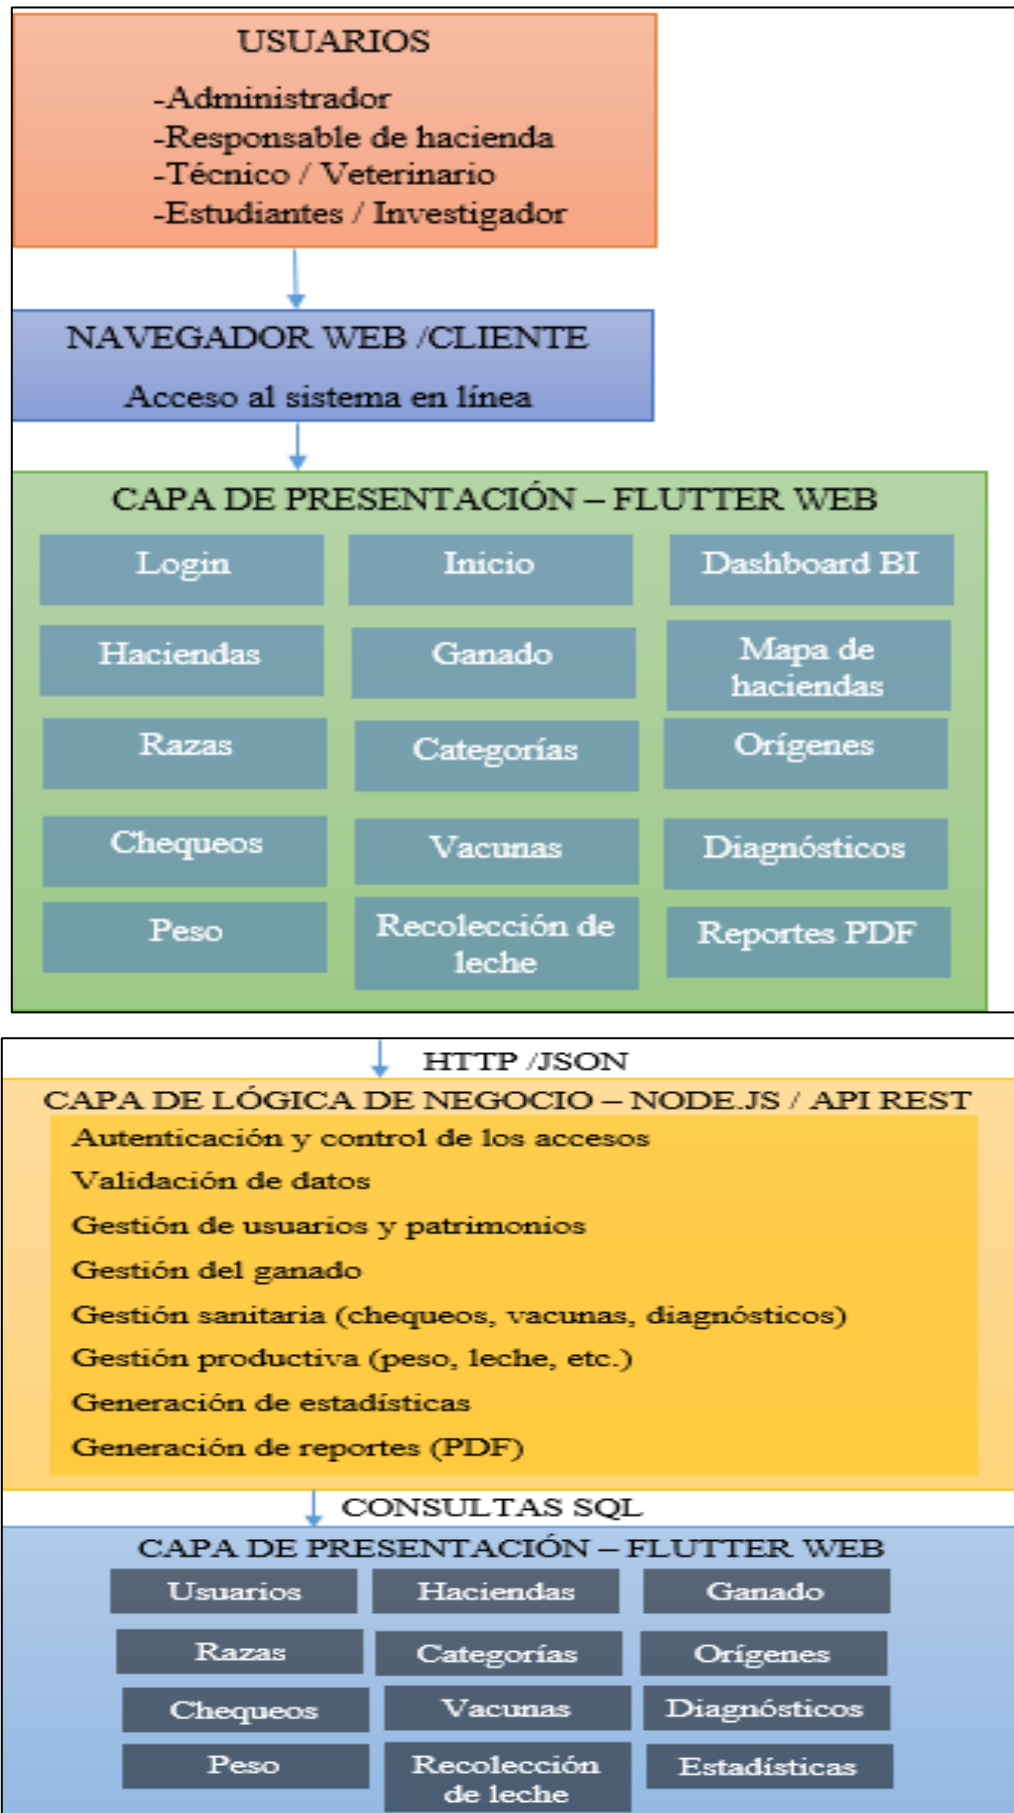 USUARIOS
-Administrador
-Responsable de hacienda
-Técnico / Veterinario
-Estudiantes / Investigador
NAVEGADOR WEB /CLIENTE
Acceso al sistema en línea
CAPA DE PRESENTACIÓN – FLUTTER WEB
Login
Inicio
Dashboard BI
Haciendas
Ganado
Mapa de
haciendas
Razas
Categorías
Orígenes
Chequeos
Vacunas
Diagnósticos
Peso
Recolección de
leche
Reportes PDF
HTTP /JSON
CAPA DE LÓGICA DE NEGOCIO – NODE.JS / API REST
Autenticación y control de los accesos
Validación de datos
Gestión de usuarios y patrimonios
Gestión del ganado
Gestión sanitaria (chequeos, vacunas, diagnósticos)
Gestión productiva (peso, leche, etc.)
Generación de estadísticas
Generación de reportes (PDF)
CONSULTAS SQL
CAPA DE PRESENTACIÓN – FLUTTER WEB
Usuarios
Haciendas
Ganado
Razas
Categorías
Orígenes
Chequeos
Vacunas
Diagnósticos
Peso
Recolección
de leche
Estadísticas